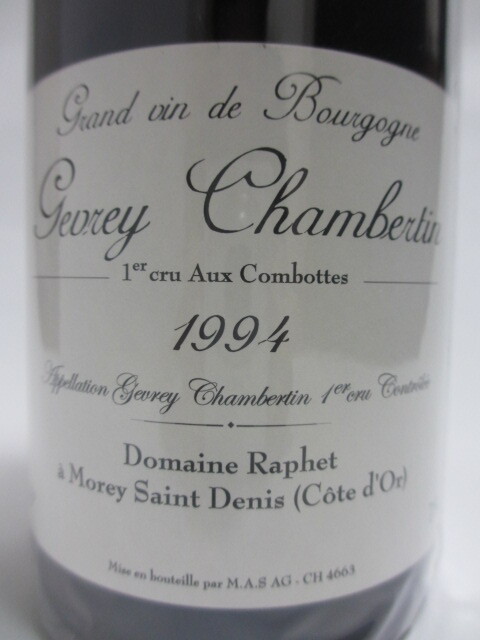 Grand vin de Bourgogne
Gevrey Chambertin
1er cru Aux Combottes
1994
Appellation Gevrey Chambertin 1er cru Contrôlée
Domaine Raphet
à Morey Saint Denis (Côte d'Or)
Mise en bouteille par M.A.S AG - CH 4663